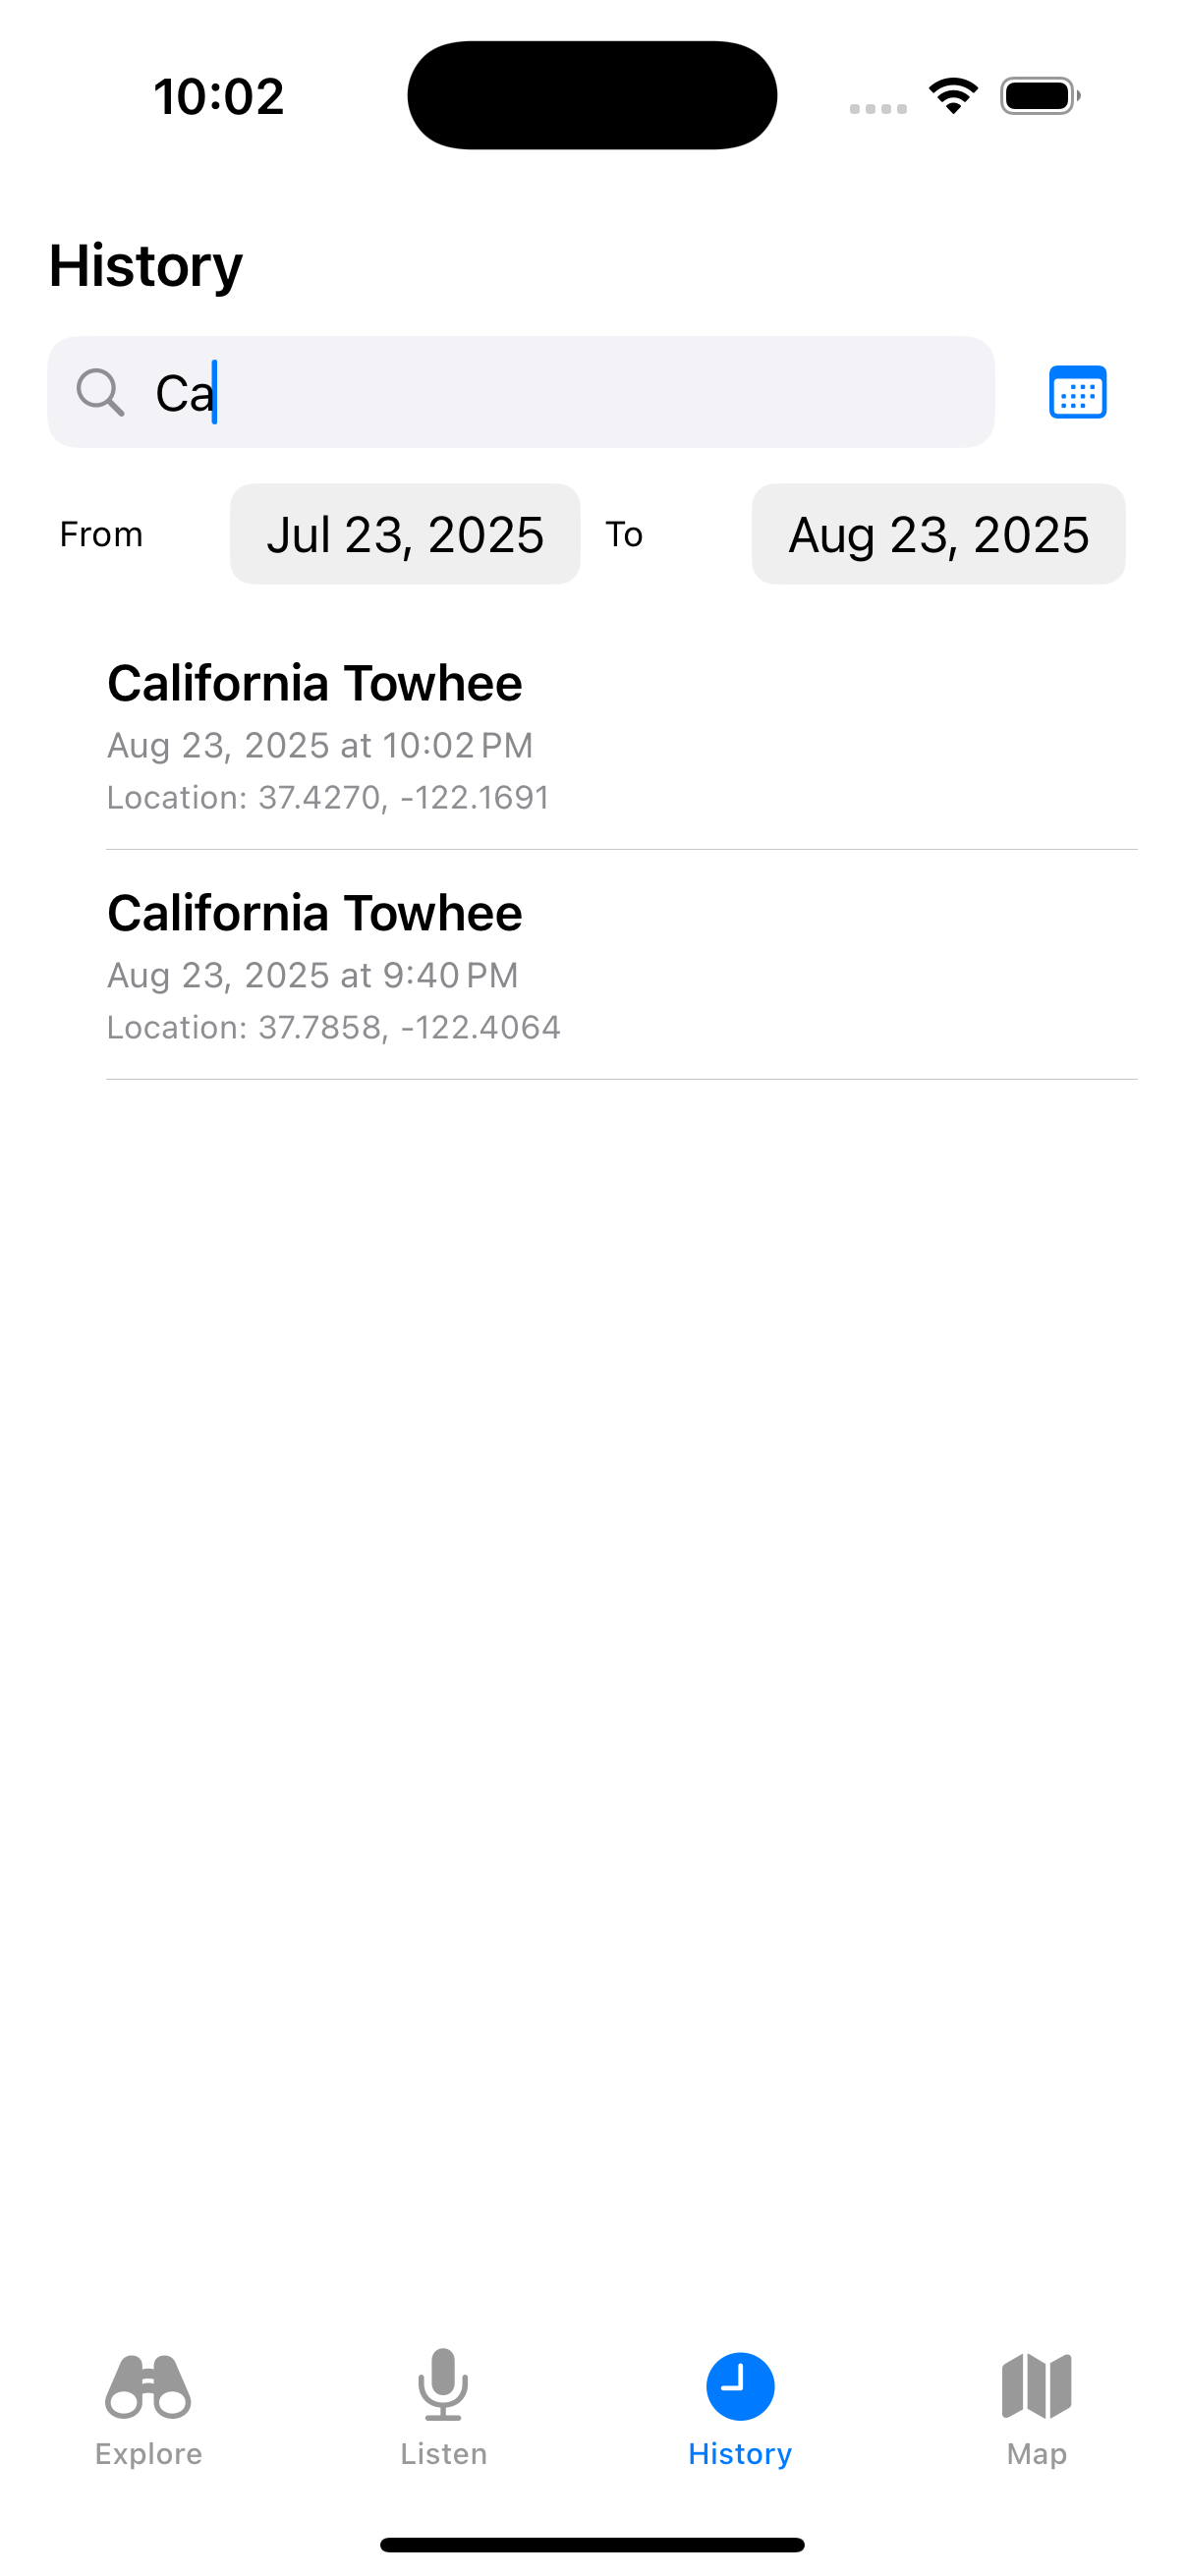 10:02
History
Ca
From Jul 23, 2025 To Aug 23, 2025
California Towhee
Aug 23, 2025 at 10:02 PM
Location: 37.4270, -122.1691
California Towhee
Aug 23, 2025 at 9:40 PM
Location: 37.7858, -122.4064
Explore Listen History Map